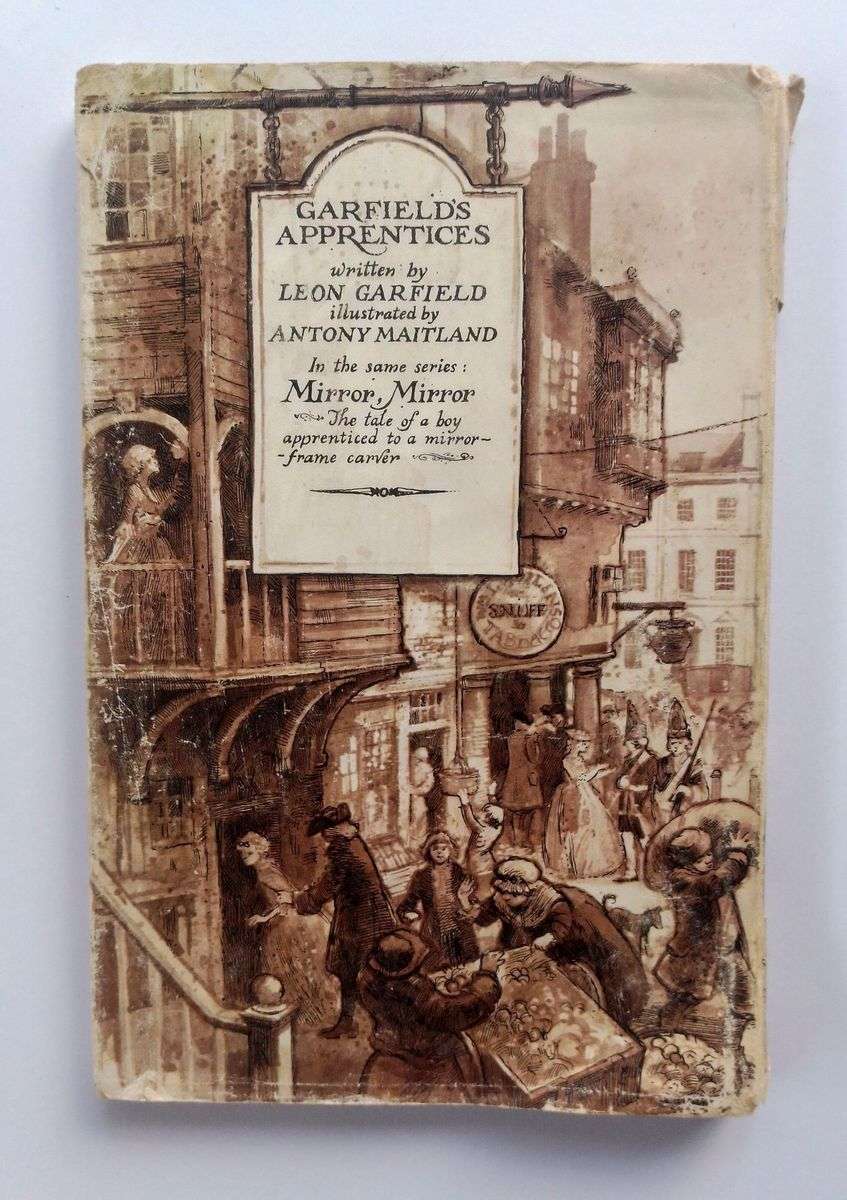 GARFIELD'S
APPRENTICES
written by
LEON GARFIELD
illustrated by
ANTONY MAITLAND
In the same series:
Mirror, Mirror
The tale of a boy
apprenticed to a mirror-
-frame carver
SNUFF
TABACCO